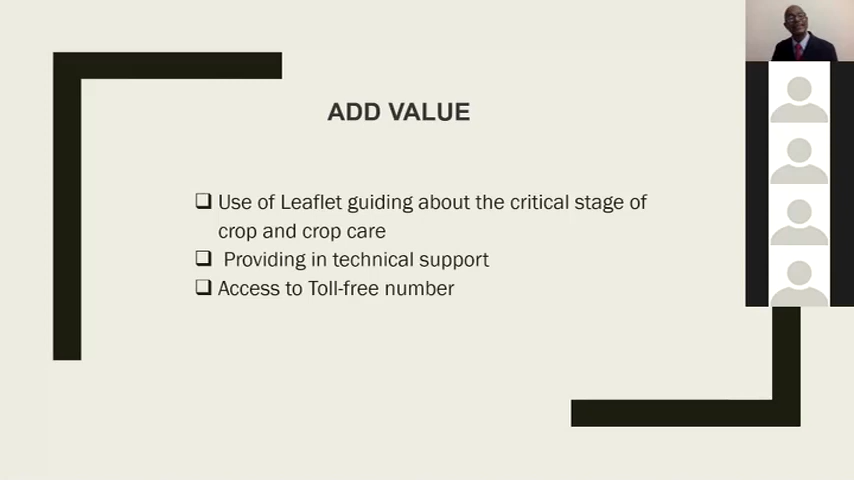 ADD VALUE
❑ Use of Leaflet guiding about the critical stage of
crop and crop care
❑ Providing in technical support
❑ Access to Toll-free number